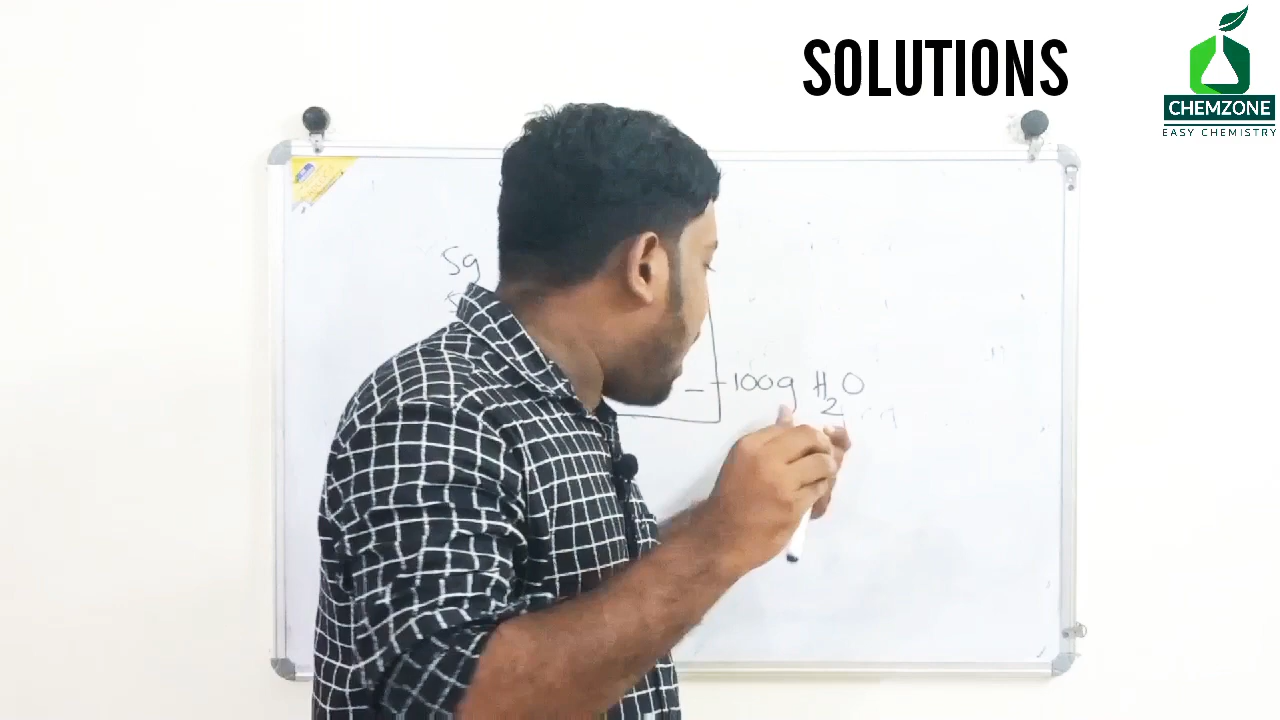 SOLUTIONS
CHEMZONE
EASY CHEMISTRY
5g
100g H₂O